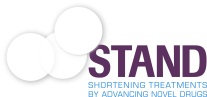 STAND
SHORTENING TREATMENTS
BY ADVANCING NOVEL DRUGS